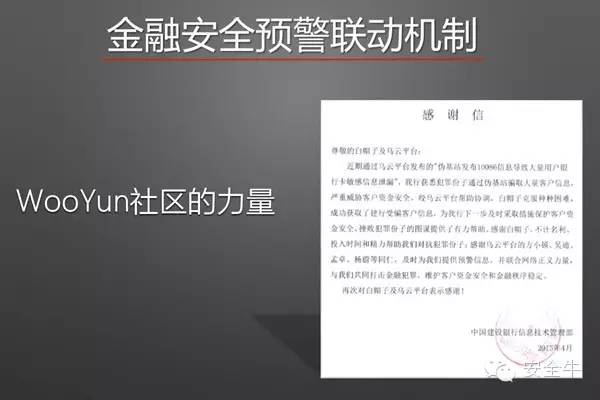 金融安全预警联动机制
WooYun社区的力量
感 谢 信
尊敬的白帽子及乌云平台：
近期通过乌云平台发布的“伪基站发布10086信息导致大量用户银
行卡敏感信息泄漏”，我行获悉犯罪份子通过伪基站骗取大量客户信息，
严重威胁客户资金安全。经乌云平台帮助协调，白帽子克服种种困难，
成功获取了建行受骗客户信息，为我行下一步及时采取措施保护客户资
金安全、挫败犯罪份子的图谋提供了有力帮助。感谢白帽子，不计名利、
投入时间和精力帮助我们对抗犯罪份子；感谢乌云平台的方小顿、吴迪、
孟卓、杨蔚等同仁，及时为我们提供预警信息，并联合网络正义力量，
与我们共同打击金融犯罪、维护客户资金安全和金融秩序稳定。
再次对白帽子及乌云平台表示感谢！
中国建设银行信息技术管理部
2015年4月
安全牛